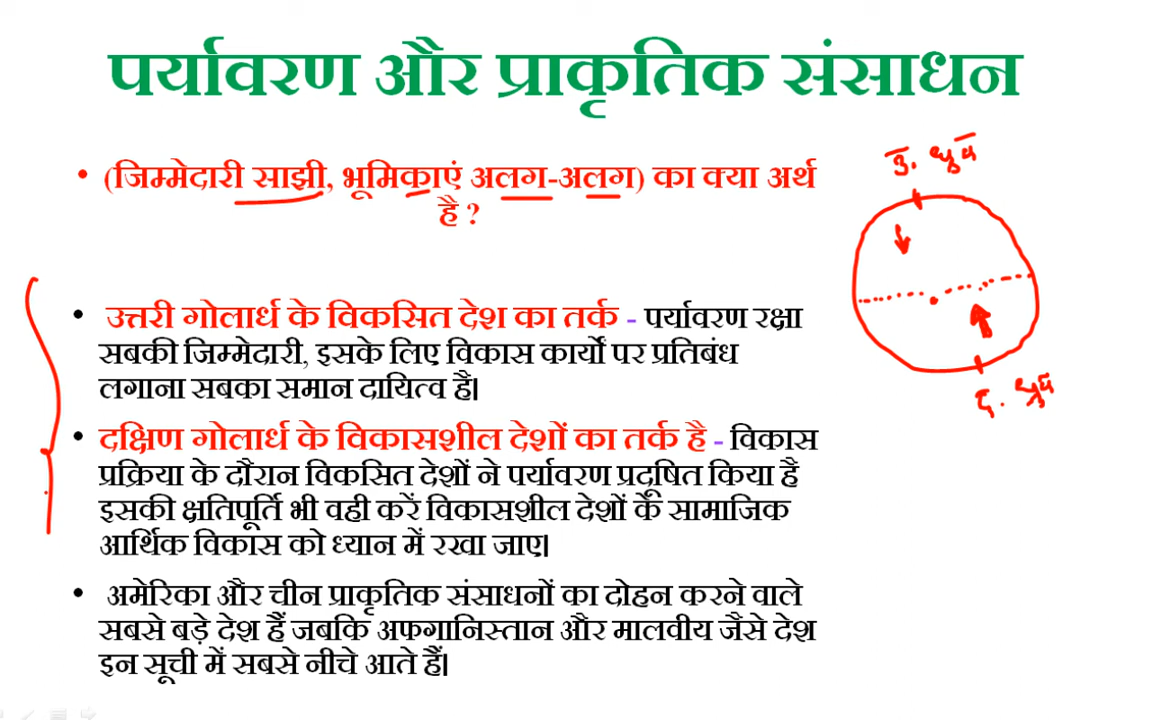 पर्यावरण और प्राकृतिक संसाधन
• (जिम्मेदारी साझी, भूमिकाएं अलग-अलग) का क्या अर्थ
है ?
उ. ध्रुव
• उत्तरी गोलार्ध के विकसित देश का तर्क - पर्यावरण रक्षा
सबकी जिम्मेदारी, इसके लिए विकास कार्यों पर प्रतिबंध
लगाना सबका समान दायित्व है।
द. ध्रुव
• दक्षिण गोलार्ध के विकासशील देशों का तर्क है - विकास
प्रक्रिया के दौरान विकसित देशों ने पर्यावरण प्रदूषित किया है
इसकी क्षतिपूर्ति भी वही करें विकासशील देशों के सामाजिक
आर्थिक विकास को ध्यान में रखा जाए।
• अमेरिका और चीन प्राकृतिक संसाधनों का दोहन करने वाले
सबसे बड़े देश हैं जबकि अफगानिस्तान और मालवीय जैसे देश
इन सूची में सबसे नीचे आते हैं।